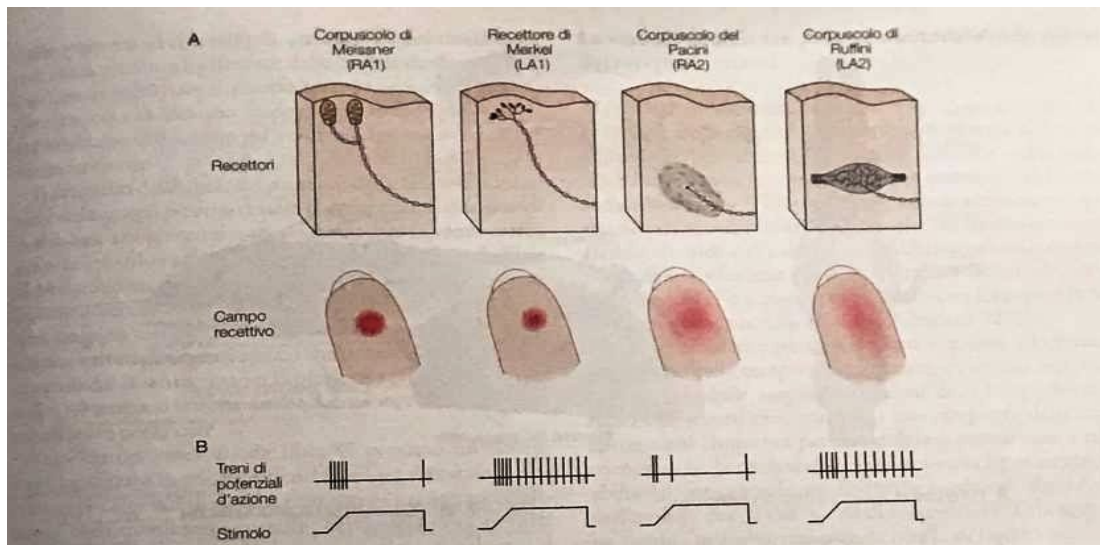 A
Corpuscolo di
Meissner
(RA1)
Recettore di
Merkel
(LA1)
Corpuscolo del
Pacini
(RA2)
Corpuscolo di
Ruffini
(LA2)
Recettori
Campo
recettivo
B
Treni di
potenziali
d'azione
Stimolo